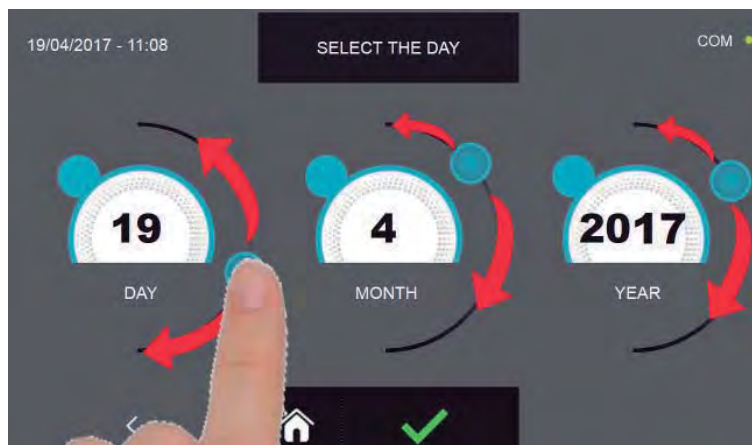 19/04/2017 - 11:08
SELECT THE DAY
COM
19
4
2017
DAY
MONTH
YEAR